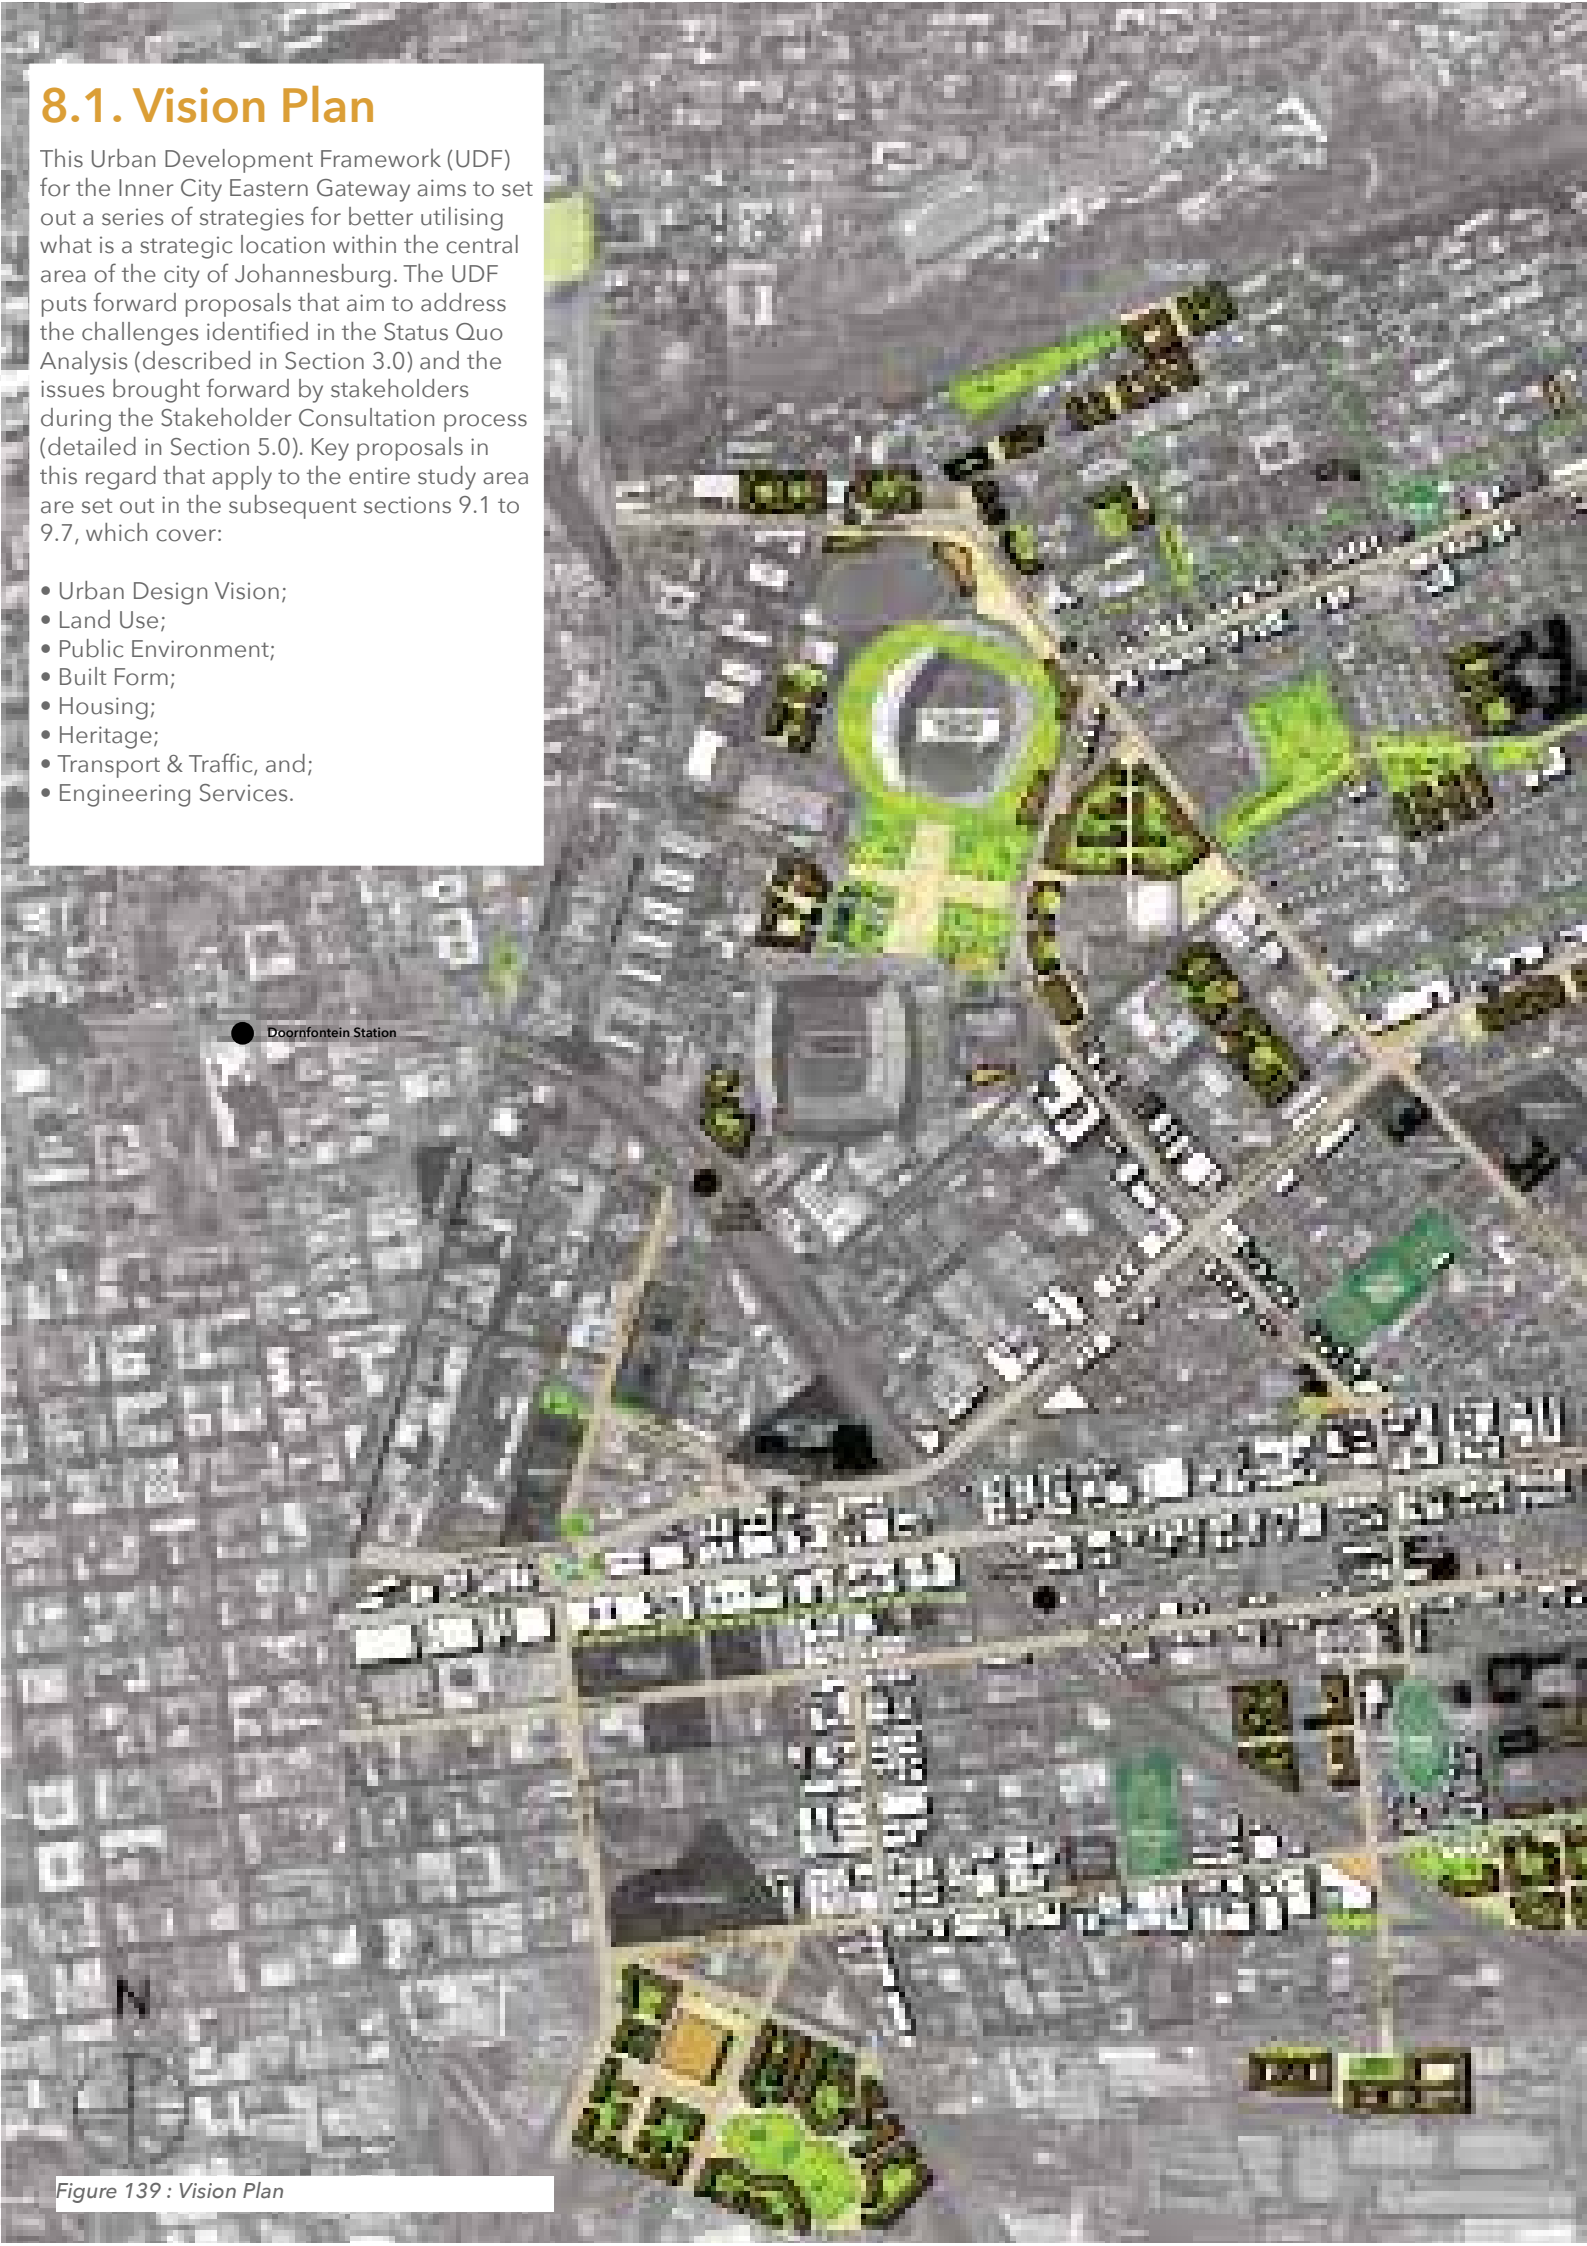 8.1. Vision Plan
This Urban Development Framework (UDF)
for the Inner City Eastern Gateway aims to set
out a series of strategies for better utilising
what is a strategic location within the central
area of the city of Johannesburg. The UDF
puts forward proposals that aim to address
the challenges identified in the Status Quo
Analysis (described in Section 3.0) and the
issues brought forward by stakeholders
during the Stakeholder Consultation process
(detailed in Section 5.0). Key proposals in
this regard that apply to the entire study area
are set out in the subsequent sections 9.1 to
9.7, which cover:
• Urban Design Vision;
• Land Use;
• Public Environment;
• Built Form;
• Housing;
• Heritage;
• Transport & Traffic, and;
• Engineering Services.
Doornfontein Station
N
Figure 139 : Vision Plan